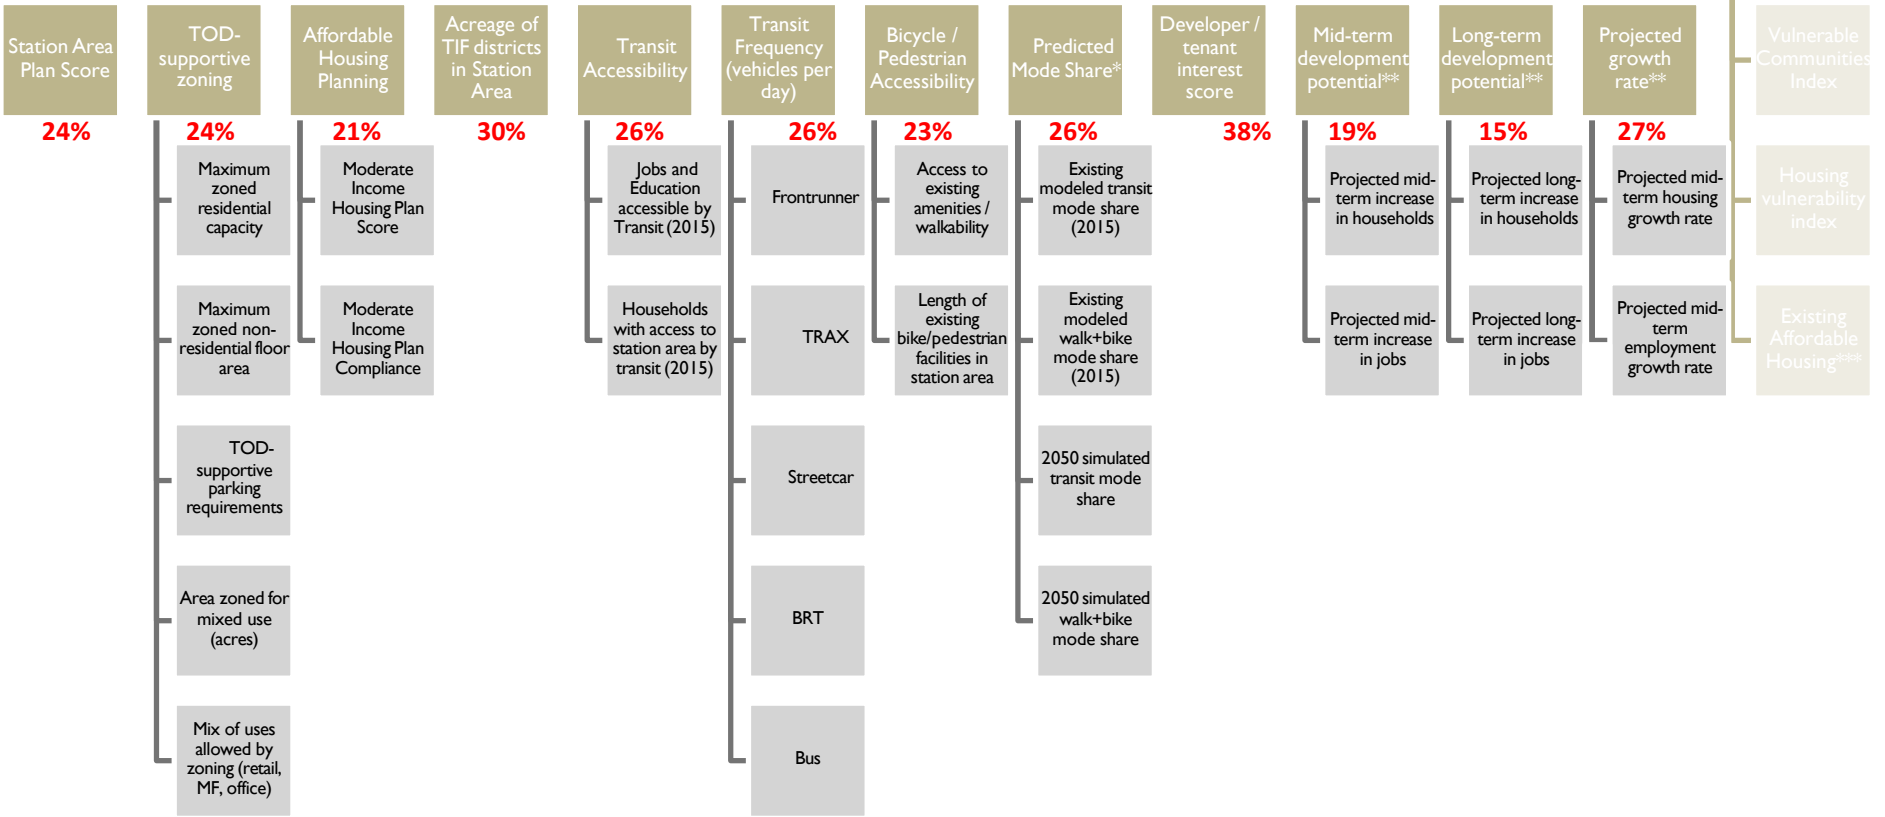 Station Area
Plan Score
24%
TOD-
supportive
zoning
24%
Maximum
zoned
residential
capacity
Maximum
zoned non-
residential floor
area
TOD-
supportive
parking
requirements
Area zoned for
mixed use
(acres)
Mix of uses
allowed by
zoning (retail,
MF, office)
Affordable
Housing
Planning
21%
Moderate
Income
Housing Plan
Score
Moderate
Income
Housing Plan
Compliance
Acreage of
TIF districts
in Station
Area
30%
Transit
Accessibility
26%
Jobs and
Education
accessible by
Transit (2015)
Households
with access to
station area by
transit (2015)
Transit
Frequency
(vehicles per
day)
26%
Frontrunner
TRAX
Streetcar
BRT
Bus
Bicycle /
Pedestrian
Accessibility
23%
Access to
existing
amenities /
walkability
Length of
existing
bike/pedestrian
facilities in
station area
Predicted
Mode Share*
26%
Existing
modeled transit
mode share
(2015)
Existing
modeled
walk+bike
mode share
(2015)
2050 simulated
transit mode
share
2050 simulated
walk+bike
mode share
Developer /
tenant
interest
score
38%
Mid-term
development
potential**
19%
Projected mid-
term increase
in households
Projected mid-
term increase
in jobs
Long-term
development
potential**
15%
Projected long-
term increase
in households
Projected long-
term increase
in jobs
Projected
growth
rate**
27%
Projected mid-
term housing
growth rate
Projected mid-
term
employment
growth rate
Vulnerable
Communities
Index
Housing
vulnerability
index
Existing
Affordable
Housing***